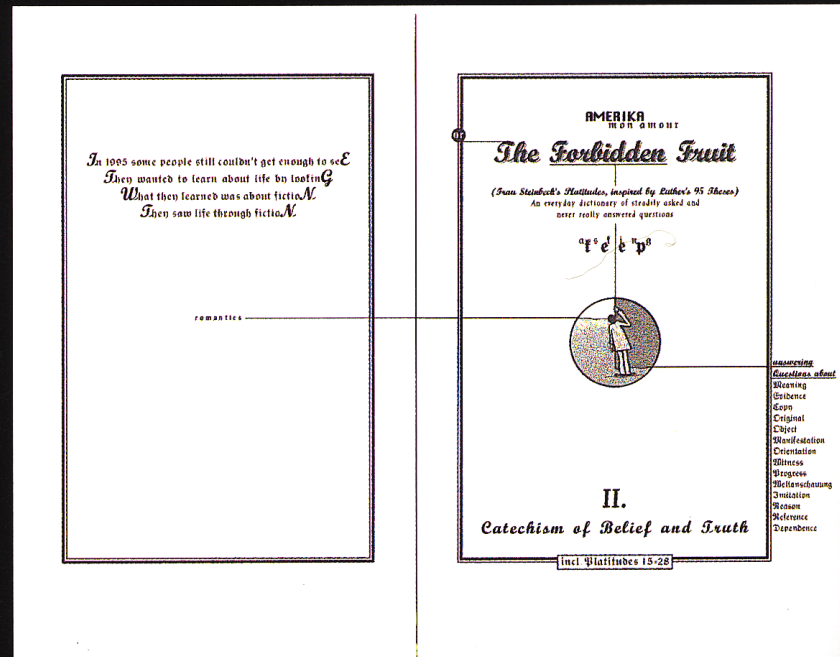 In 1995 some people still couldn't get enough to seE
They wanted to learn about life by lookinG
What they learned was about fictioN.
They saw life through fictioN.
romantics
AMERIKA
mon amour
or
The Forbidden Fruit
(Frau Steinbeck's Platitudes, inspired by Luther's 95 Theses)
An everyday dictionary of steadily asked and
never really answered questions
answering
Questions about
Meaning
Evidence
Copy
Original
Object
Manifestation
Orientation
Witness
Progress
Weltanschauung
Imitation
Reason
Reference
Dependence
II.
Catechism of Belief and Truth
incl. Platitudes 15-28